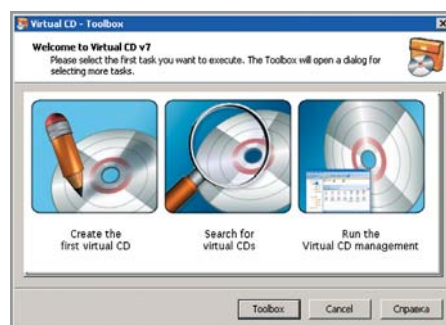 Virtual CD - Toolbox
Welcome to Virtual CD v7
Please select the first task you want to execute. The Toolbox will open a dialog for
selecting more tasks.
Create the
first virtual CD
Search for
virtual CDs
Run the
Virtual CD management
Toolbox
Cancel
Справка